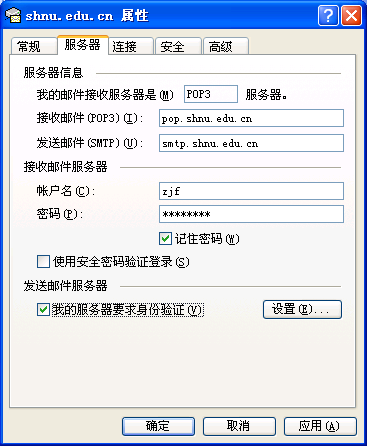 shnu.edu.cn 属性
常规 服务器 连接 安全 高级
服务器信息
我的邮件接收服务器是(M) POP3 服务器。
接收邮件(POP3)(I): pop.shnu.edu.cn
发送邮件(SMTP)(U): smtp.shnu.edu.cn
接收邮件服务器
帐户名(C): zjf
密码(P): ********
记住密码(W)
使用安全密码验证登录(S)
发送邮件服务器
我的服务器要求身份验证(V) 设置(E)...
确定 取消 应用(A)